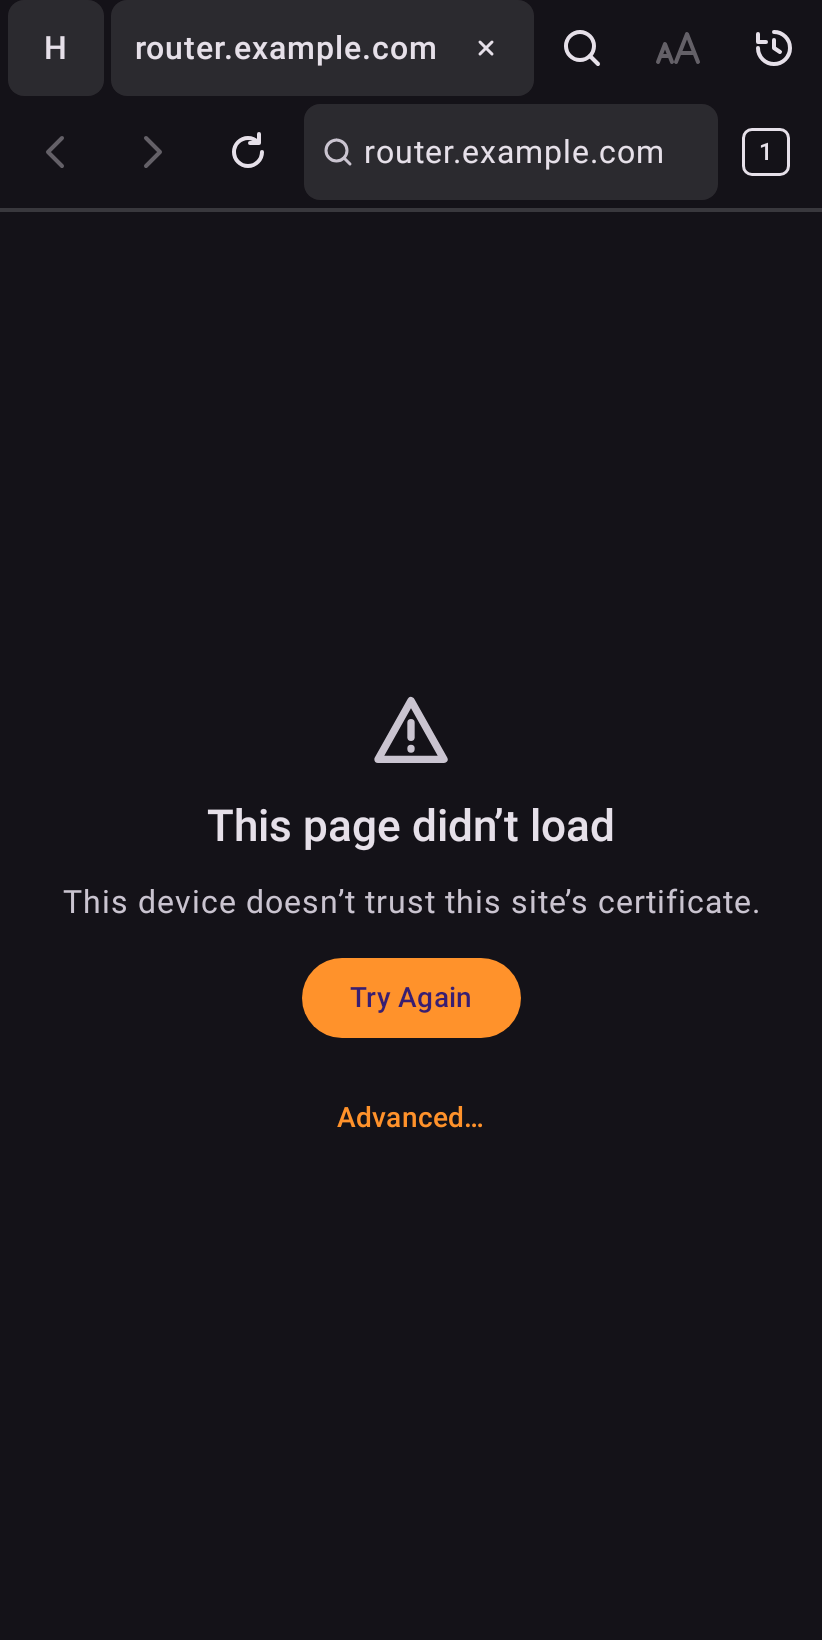 H
router.example.com
AA
router.example.com
1
This page didn’t load
This device doesn’t trust this site’s certificate.
Try Again
Advanced…